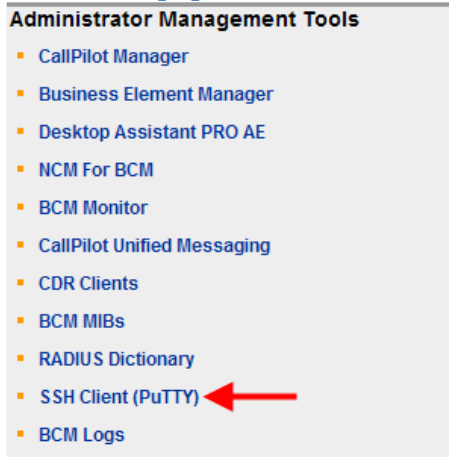 Administrator Management Tools
CallPilot Manager
Business Element Manager
Desktop Assistant PRO AE
NCM For BCM
BCM Monitor
CallPilot Unified Messaging
CDR Clients
BCM MIBs
RADIUS Dictionary
SSH Client (PuTTY)
BCM Logs